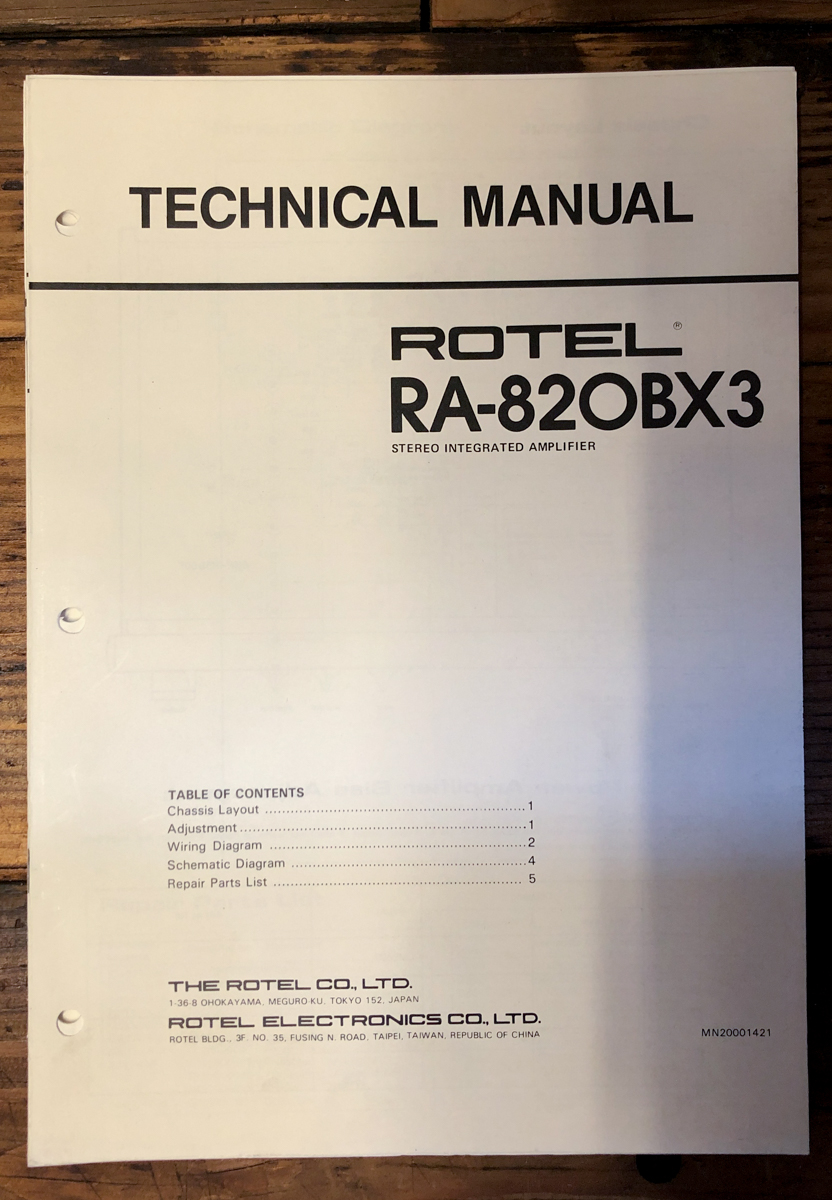 TECHNICAL MANUAL
ROTEL®
RA-820BX3
STEREO INTEGRATED AMPLIFIER
TABLE OF CONTENTS
Chassis Layout ............................................................. 1
Adjustment .................................................................... 1
Wiring Diagram ............................................................. 2
Schematic Diagram ........................................................ 4
Repair Parts List ........................................................... 5
THE ROTEL CO., LTD.
1-36-8 OHOKAYAMA, MEGURO-KU, TOKYO 152, JAPAN
ROTEL ELECTRONICS CO., LTD.
ROTEL BLDG., 3F. NO. 35, FUSING N. ROAD, TAIPEI, TAIWAN, REPUBLIC OF CHINA
MN20001421